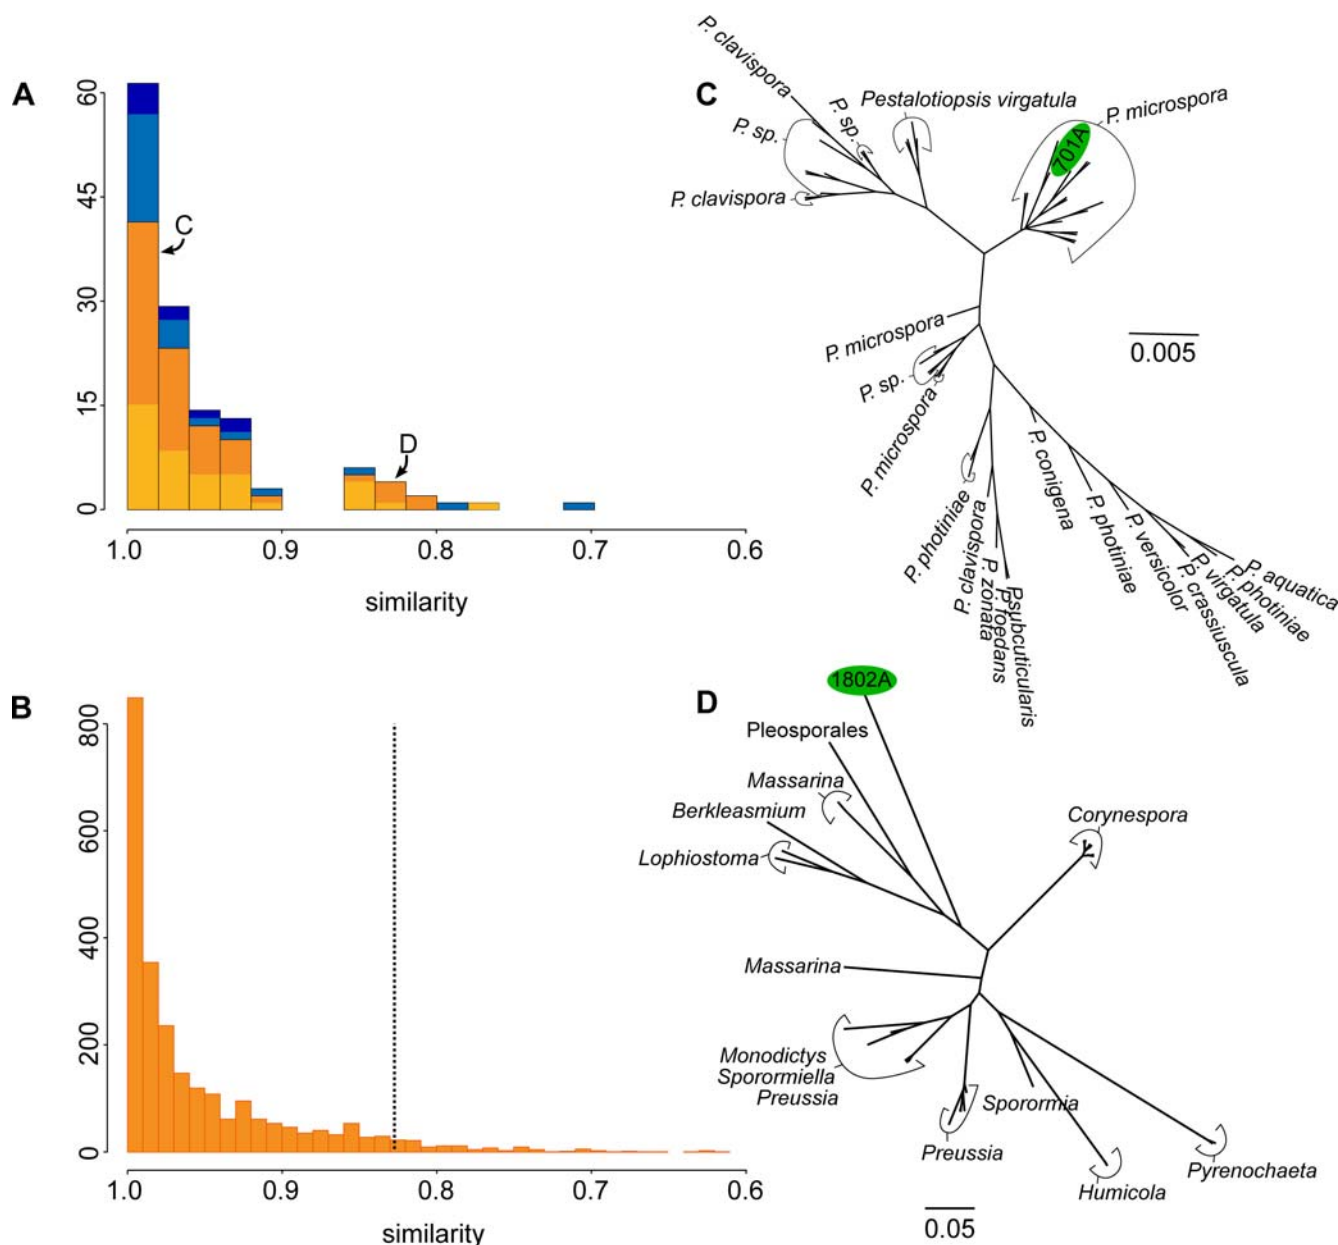 A
60
45
30
15
0
C
D
1.0 0.9 0.8 0.7 0.6
similarity
B
800
600
400
200
0
1.0 0.9 0.8 0.7 0.6
similarity
C
P. clavispora
P. sp.
P. sp.
Pestalotiopsis virgatula
P. microspora
701A
P. clavispora
P. microspora
P. sp.
P. microspora
0.005
P. photiniae
P. clavispora
P. zonata
P. foedans
P.subcuticularis
P. conigena
P. photiniae
P. versicolor
P. crassiuscula
P. virgatula
P. photiniae
P. aquatica
D
1802A
Pleosporales
Massarina
Berkleasmium
Lophiostoma
Corynespora
Massarina
Monodictys
Sporormiella
Preussia
Sporormia
Preussia
Humicola
Pyrenochaeta
0.05